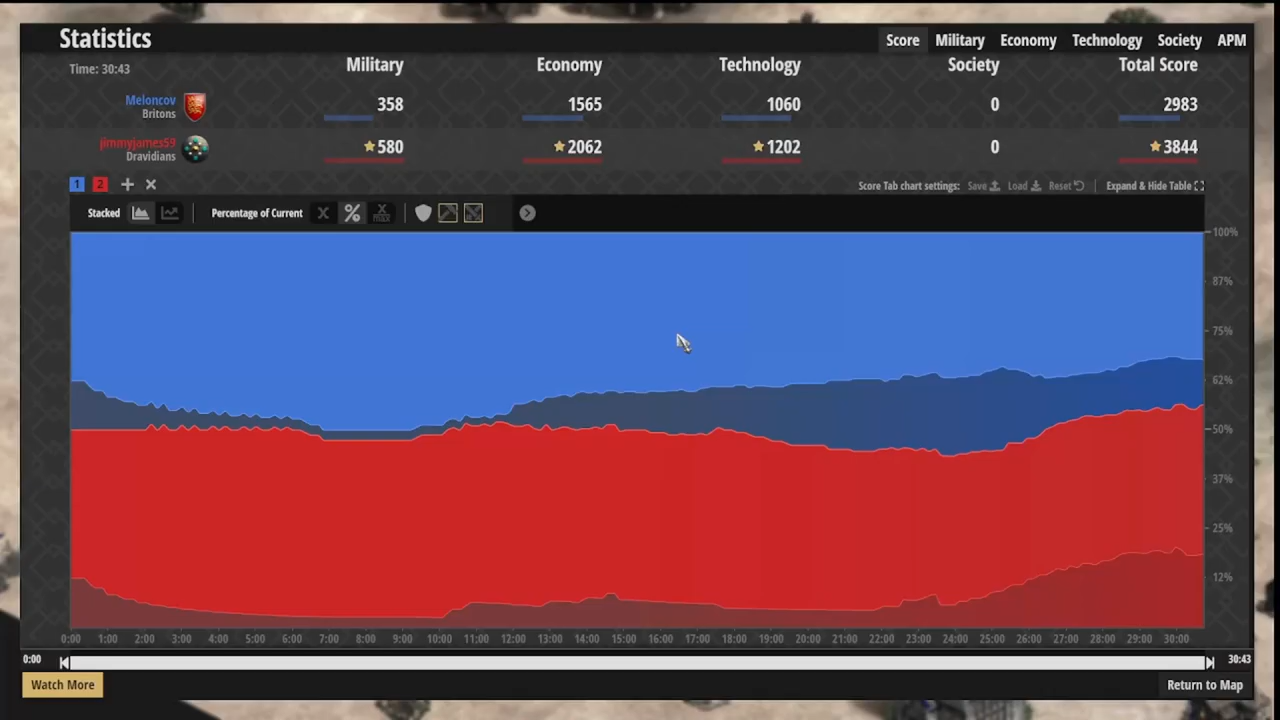 Statistics
Score Military Economy Technology Society APM
Time: 30:43
Military Economy Technology Society Total Score
Meloncov
Britons
358 1565 1060 0 2983
jimmyjames59
Dravidians
580 2062 1202 0 3844
1 2
Score Tab chart settings: Save Load Reset Expand & Hide Table
Stacked Percentage of Current X % X MAX
100%
87%
75%
62%
50%
37%
25%
12%
0:00 1:00 2:00 3:00 4:00 5:00 6:00 7:00 8:00 9:00 10:00 11:00 12:00 13:00 14:00 15:00 16:00 17:00 18:00 19:00 20:00 21:00 22:00 23:00 24:00 25:00 26:00 27:00 28:00 29:00 30:00
0:00 30:43
Watch More Return to Map